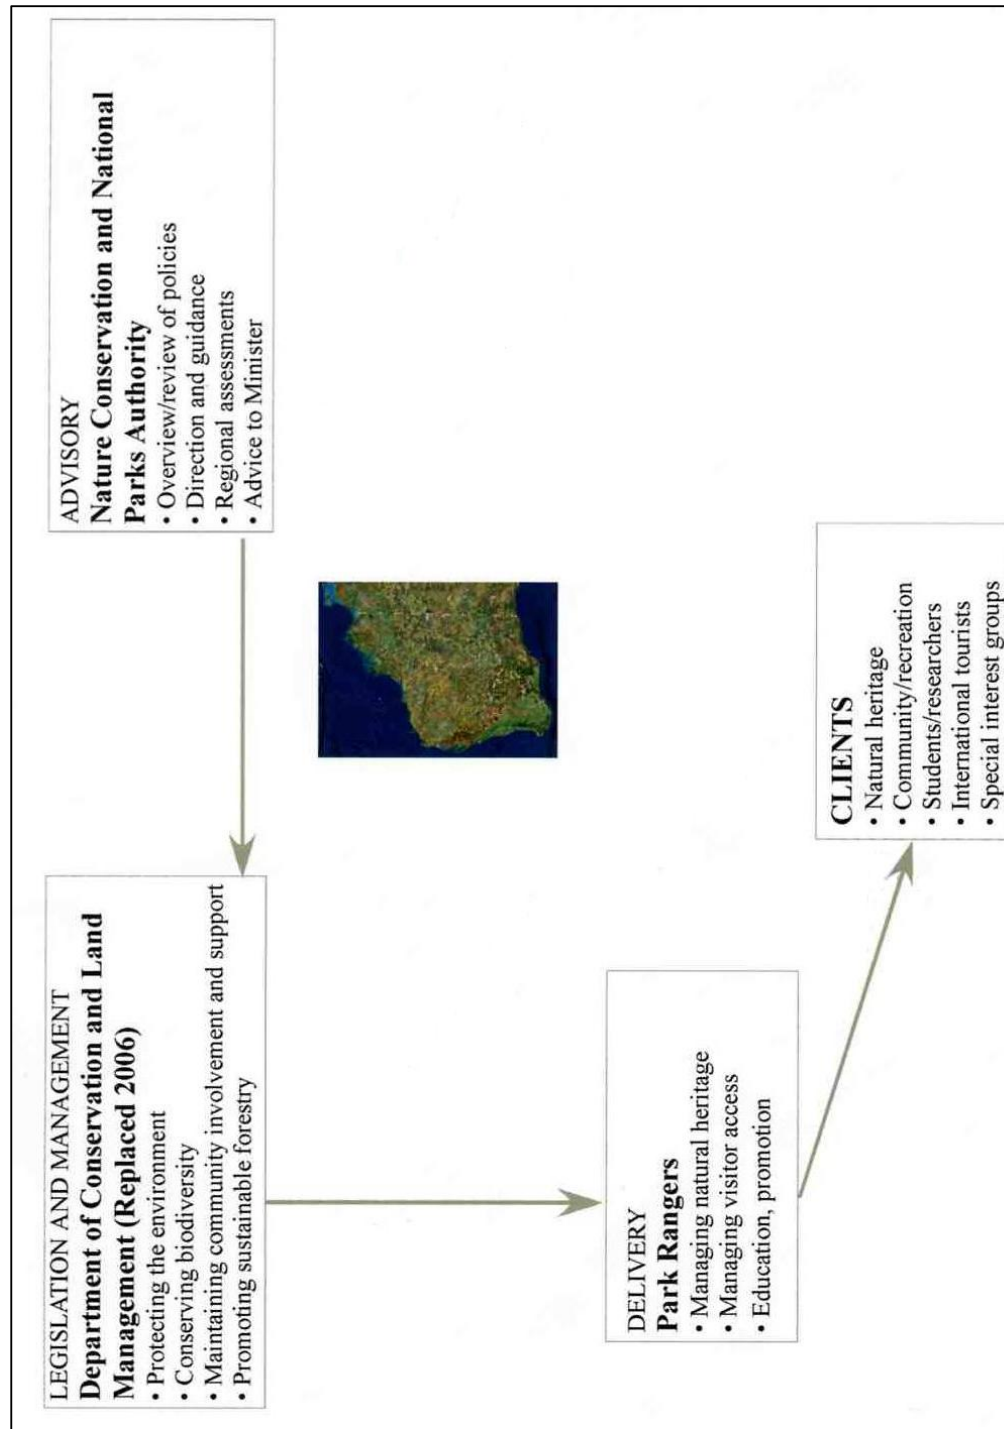 LEGISLATION AND MANAGEMENT
Department of Conservation and Land
Management (Replaced 2006)
• Protecting the environment
• Conserving biodiversity
• Maintaining community involvement and support
• Promoting sustainable forestry
ADVISORY
Nature Conservation and National
Parks Authority
• Overview/review of policies
• Direction and guidance
• Regional assessments
• Advice to Minister
DELIVERY
Park Rangers
• Managing natural heritage
• Managing visitor access
• Education, promotion
CLIENTS
• Natural heritage
• Community/recreation
• Students/researchers
• International tourists
• Special interest groups